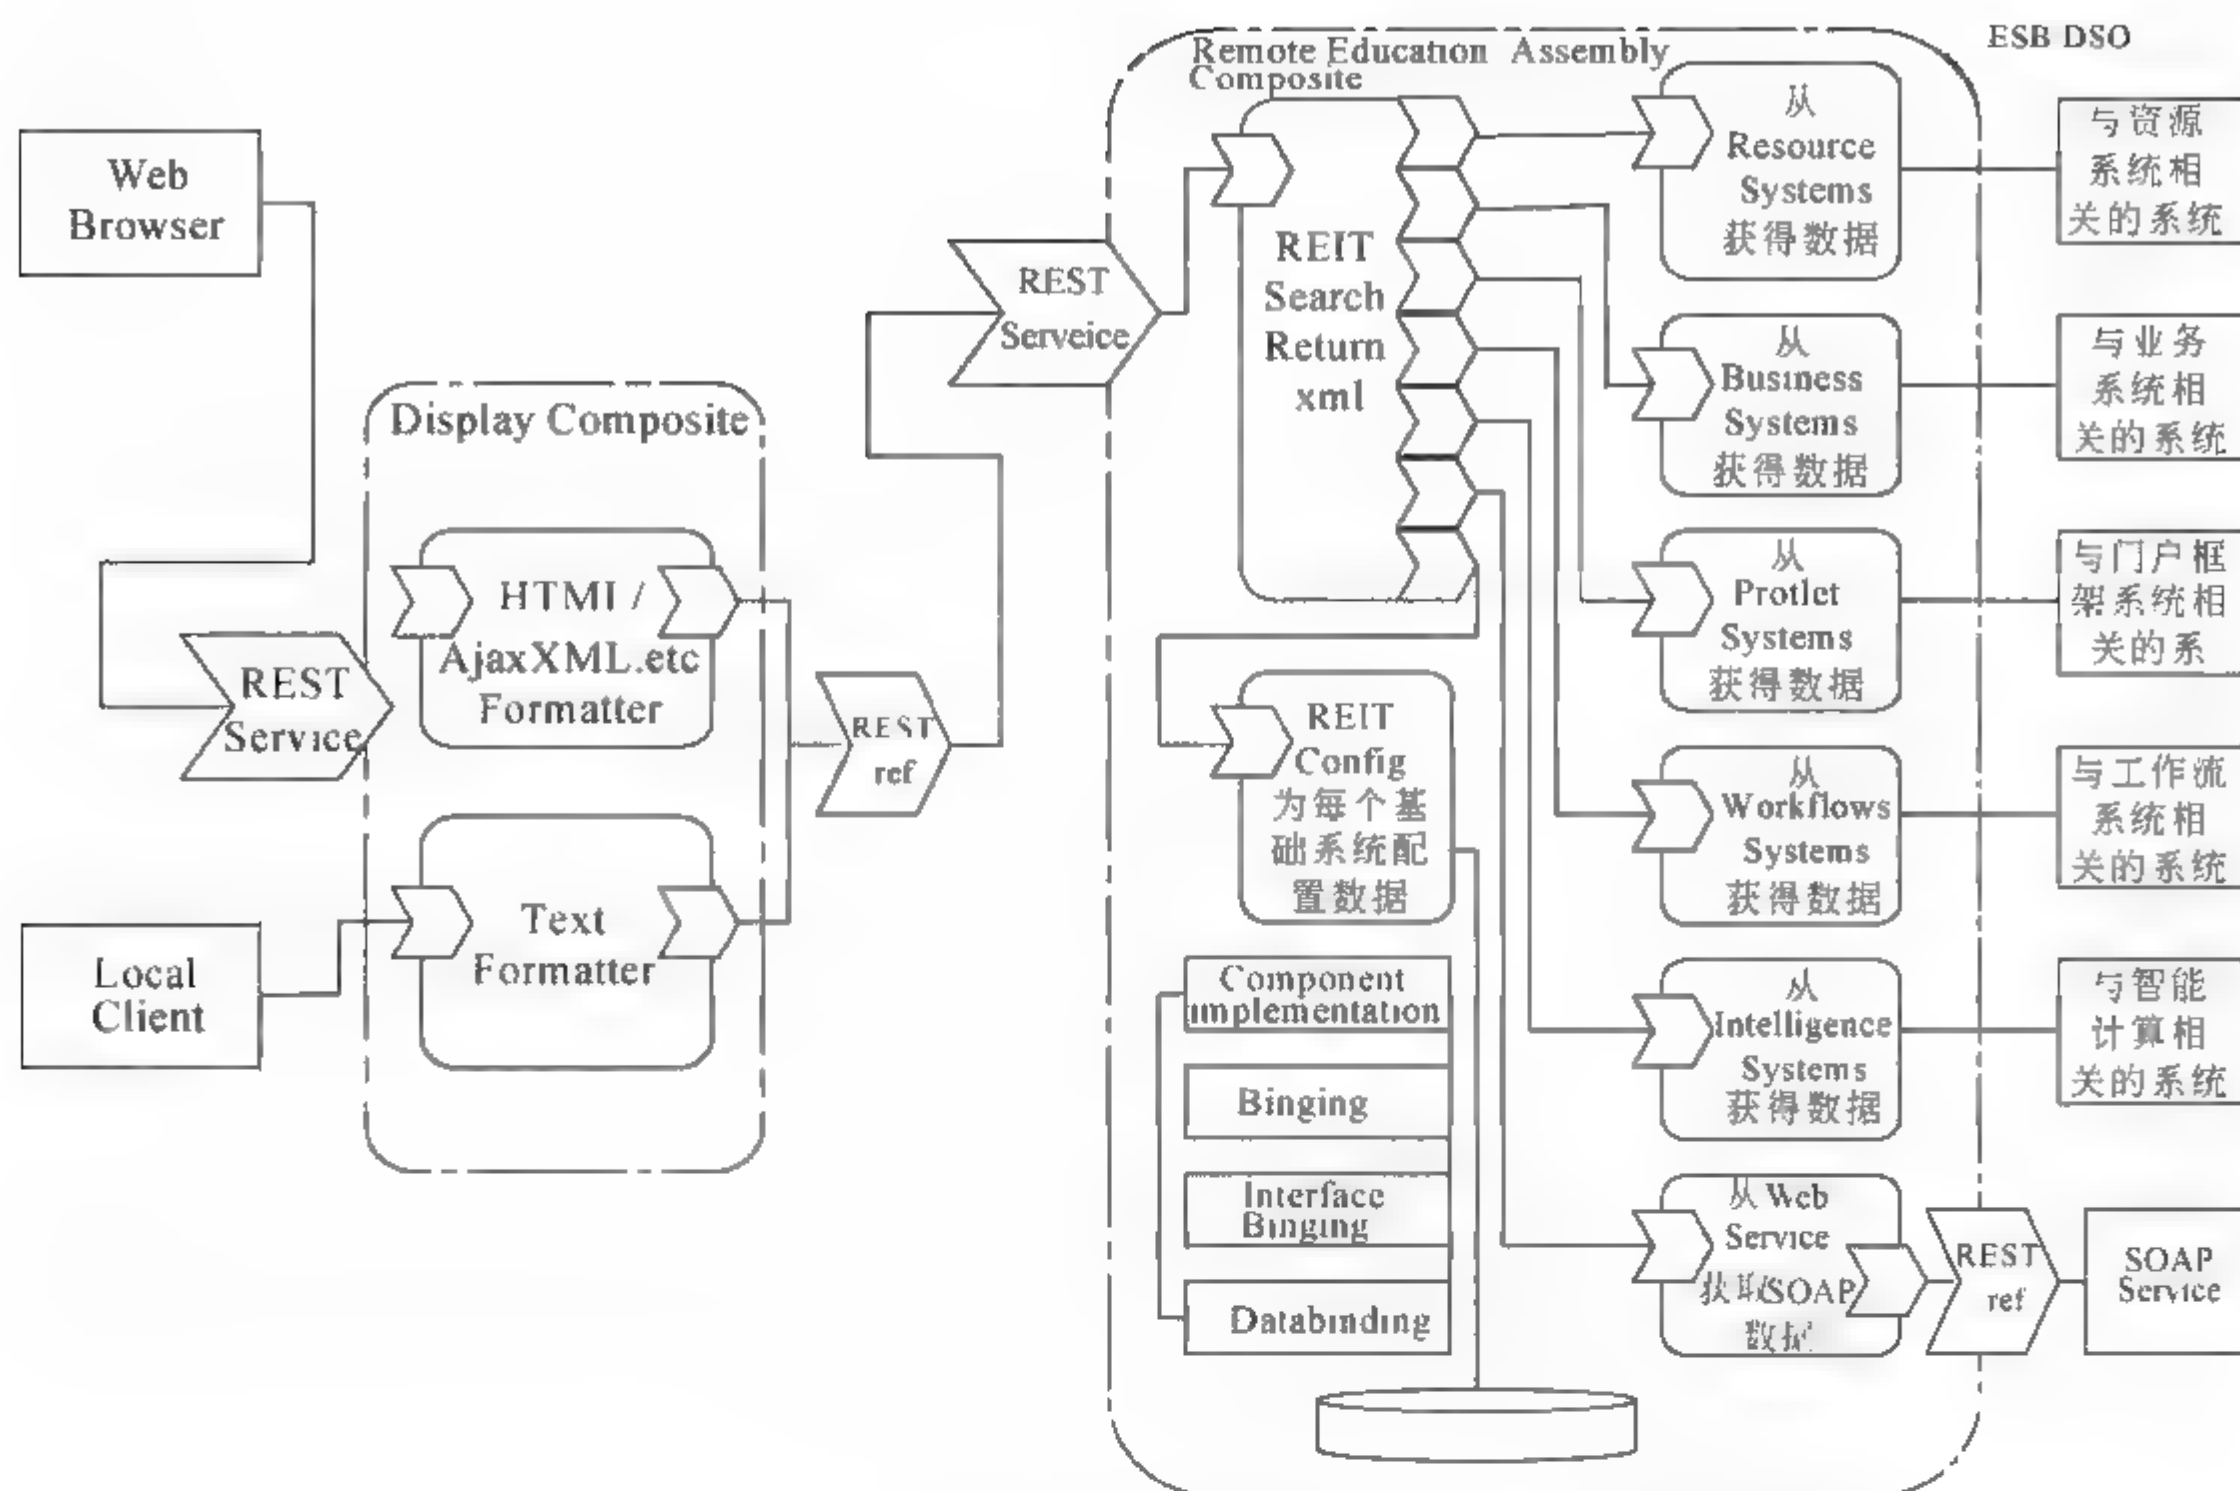 Web
Browser
Display Composite
HTMI /
AjaxXML.etc
Formatter
REST
Service
Text
Formatter
Local
Client
REST
ref
REST
Serveice
Remote Education Assembly
Composite
REIT
Search
Return
xml
REIT
Config
为每个基
础系统配
置数据
Component
implementation
Binging
Interface
Binging
Databinding
从
Resource
Systems
获得数据
从
Business
Systems
获得数据
从
Protlet
Systems
获得数据
从
Workflows
Systems
获得数据
从
Intelligence
Systems
获得数据
从Web
Service
获取SOAP
数据
REST
ref
ESB DSO
与资源
系统相
关的系统
与业务
系统相
关的系统
与门户框
架系统相
关的系
与工作流
系统相
关的系统
与智能
计算相
关的系统
SOAP
Service